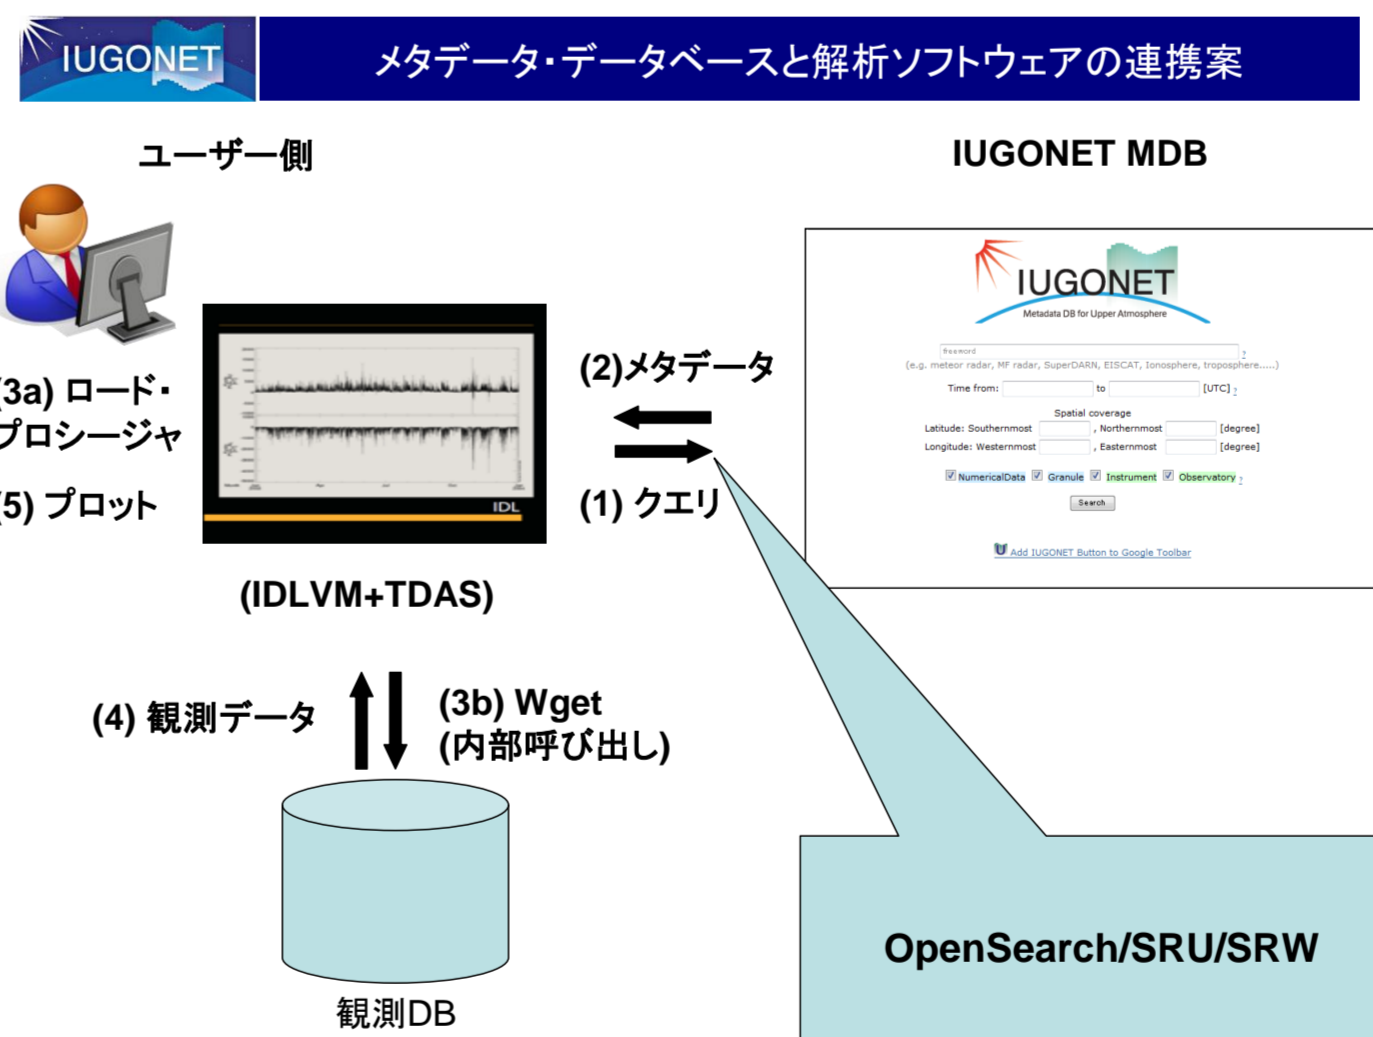 IUGONET
メタデータ・データベースと解析ソフトウェアの連携案
ユーザー側
IUGONET MDB
IUGONET
Metadata DB for Upper Atmosphere
freeword
?
(e.g. meteor radar, MF radar, SuperDARN, EISCAT, Ionosphere, troposphere.....)
Time from: to [UTC] ?
Spatial coverage
Latitude: Southernmost , Northernmost [degree]
Longitude: Westernmost , Easternmost [degree]
NumericalData Granule Instrument Observatory ?
Search
Add IUGONET Button to Google Toolbar
(2)メタデータ
(1) クエリ
(3a) ロード・
プロシージャ
(5) プロット
IDL
(IDLVM+TDAS)
(4) 観測データ
(3b) Wget
(内部呼び出し)
観測DB
OpenSearch/SRU/SRW